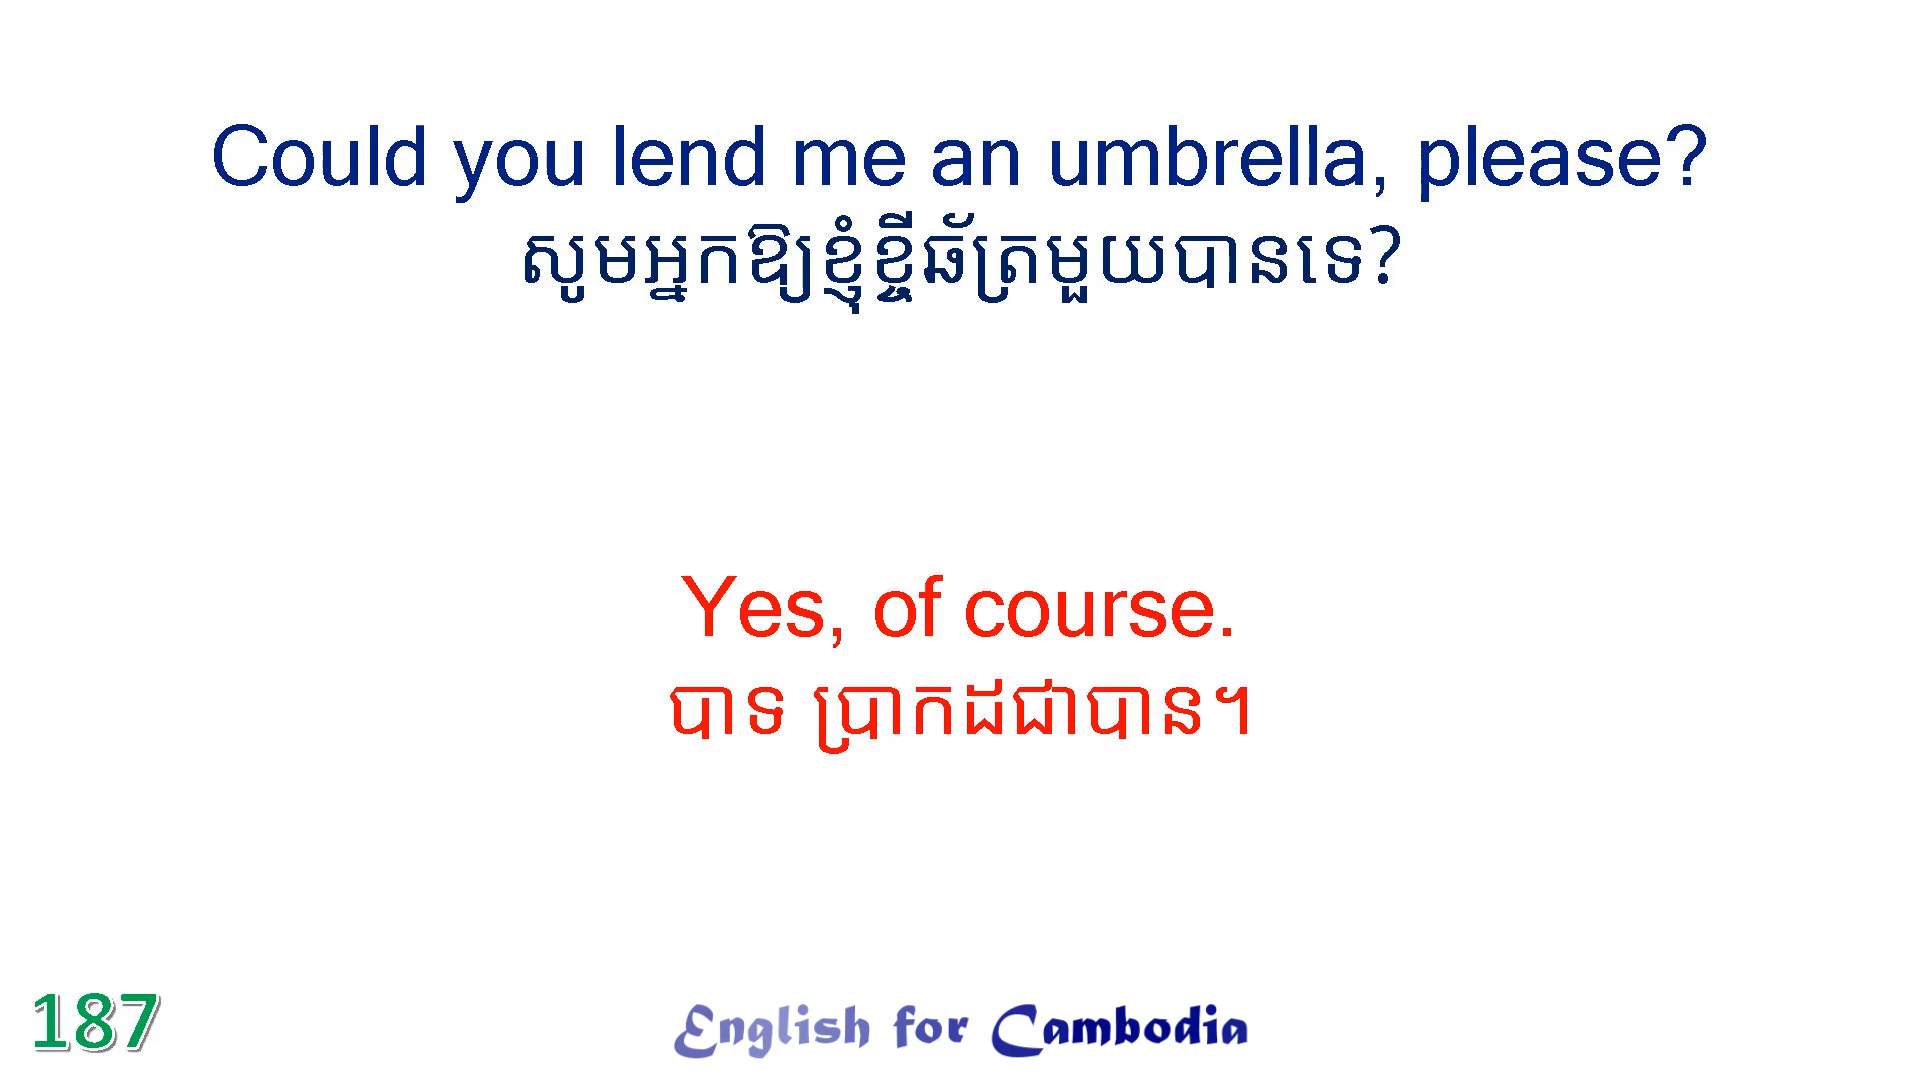 Could you lend me an umbrella, please?
សូមអ្នកឱ្យខ្ញុំខ្ចីឆ័ត្រមួយបានទេ?
Yes, of course.
បាទ ប្រាកដជាបាន។
187
English for Cambodia